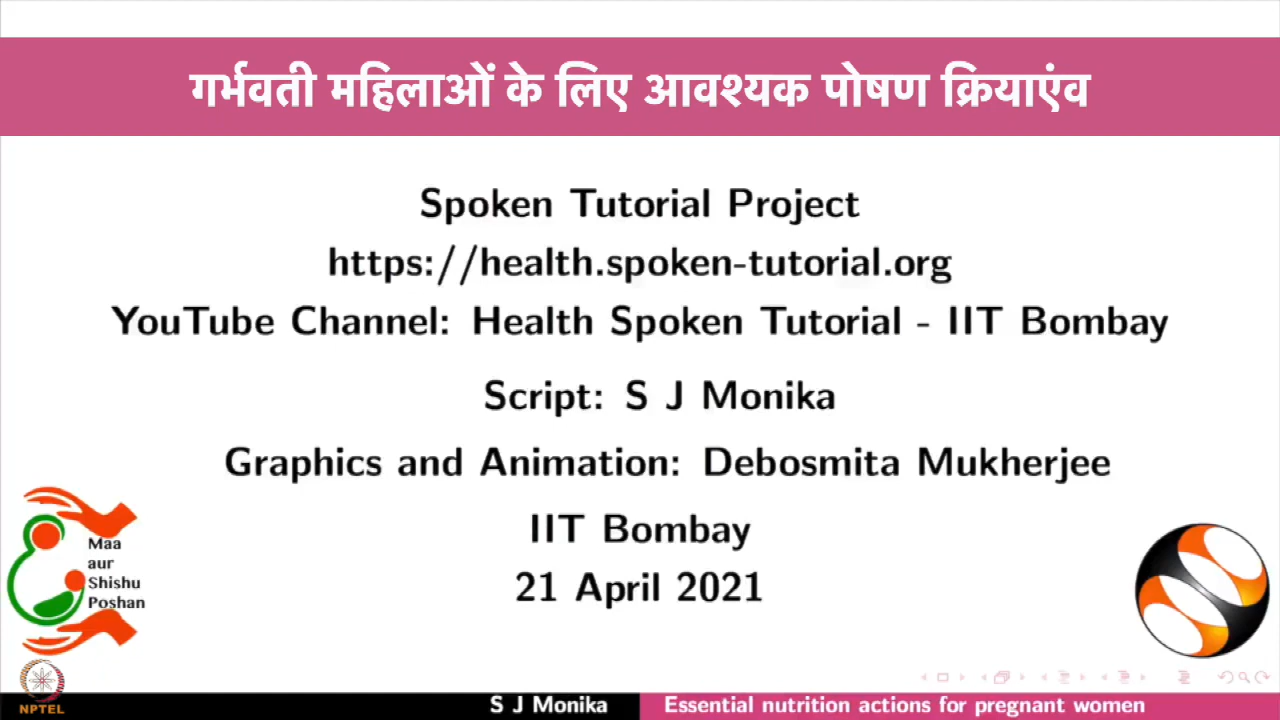 गर्भवती महिलाओं के लिए आवश्यक पोषण क्रियाएंव
Spoken Tutorial Project
https://health.spoken-tutorial.org
YouTube Channel: Health Spoken Tutorial - IIT Bombay
Script: S J Monika
Graphics and Animation: Debosmita Mukherjee
IIT Bombay
21 April 2021
Maa
aur
Shishu
Poshan
NPTEL
S J Monika
Essential nutrition actions for pregnant women